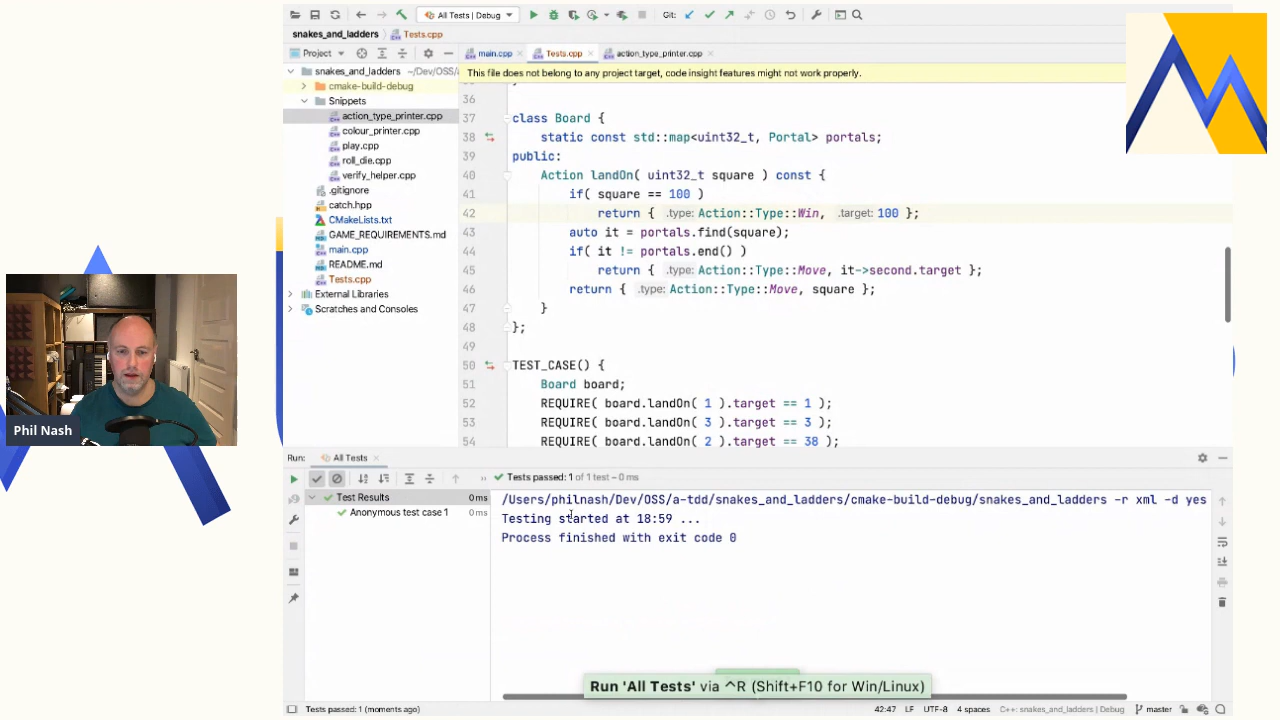 All Tests | Debug
Git:
snakes_and_ladders
Tests.cpp
Project
main.cpp
Tests.cpp
action_type_printer.cpp
snakes_and_ladders ~/Dev/OSS/a
This file does not belong to any project target, code insight features might not work properly.
cmake-build-debug
Snippets
action_type_printer.cpp
colour_printer.cpp
play.cpp
roll_die.cpp
verify_helper.cpp
.gitignore
catch.hpp
CMakeLists.txt
GAME_REQUIREMENTS.md
main.cpp
README.md
Tests.cpp
External Libraries
Scratches and Consoles
36
37 class Board {
38 static const std::map<uint32_t, Portal> portals;
39 public:
40 Action landOn( uint32_t square ) const {
41 if( square == 100 )
42 return { .type: Action::Type::Win, .target: 100 };
43 auto it = portals.find(square);
44 if( it != portals.end() )
45 return { .type: Action::Type::Move, it->second.target };
46 return { .type: Action::Type::Move, square };
47 }
48 };
49
50 TEST_CASE() {
51 Board board;
52 REQUIRE( board.landOn( 1 ).target == 1 );
53 REQUIRE( board.landOn( 3 ).target == 3 );
54 REQUIRE( board.landOn( 2 ).target == 38 );
Phil Nash
Run: All Tests
Tests passed: 1 of 1 test – 0 ms
Test Results 0 ms
Anonymous test case 1 0 ms
/Users/philnash/Dev/OSS/a-tdd/snakes_and_ladders/cmake-build-debug/snakes_and_ladders -r xml -d yes
Testing started at 18:59 ...
Process finished with exit code 0
Run 'All Tests' via ^R (Shift+F10 for Win/Linux)
Tests passed: 1 (moments ago)
42:47 LF UTF-8 4 spaces C++: snakes_and_ladders | Debug master